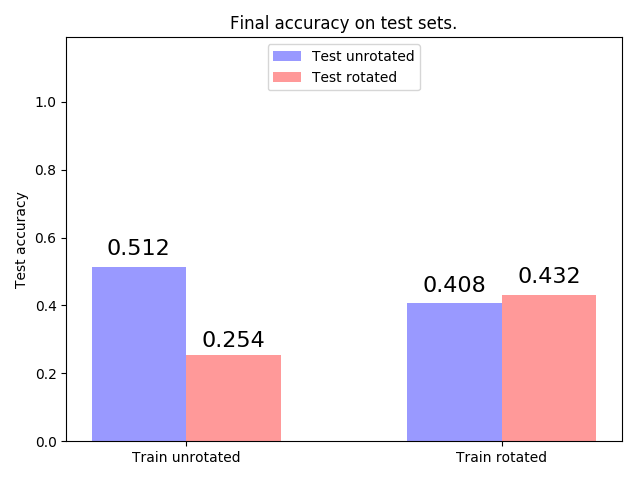 Final accuracy on test sets.
Test unrotated
Test rotated
Test accuracy
1.0
0.8
0.6
0.4
0.2
0.0
0.512
0.254
0.408
0.432
Train unrotated
Train rotated